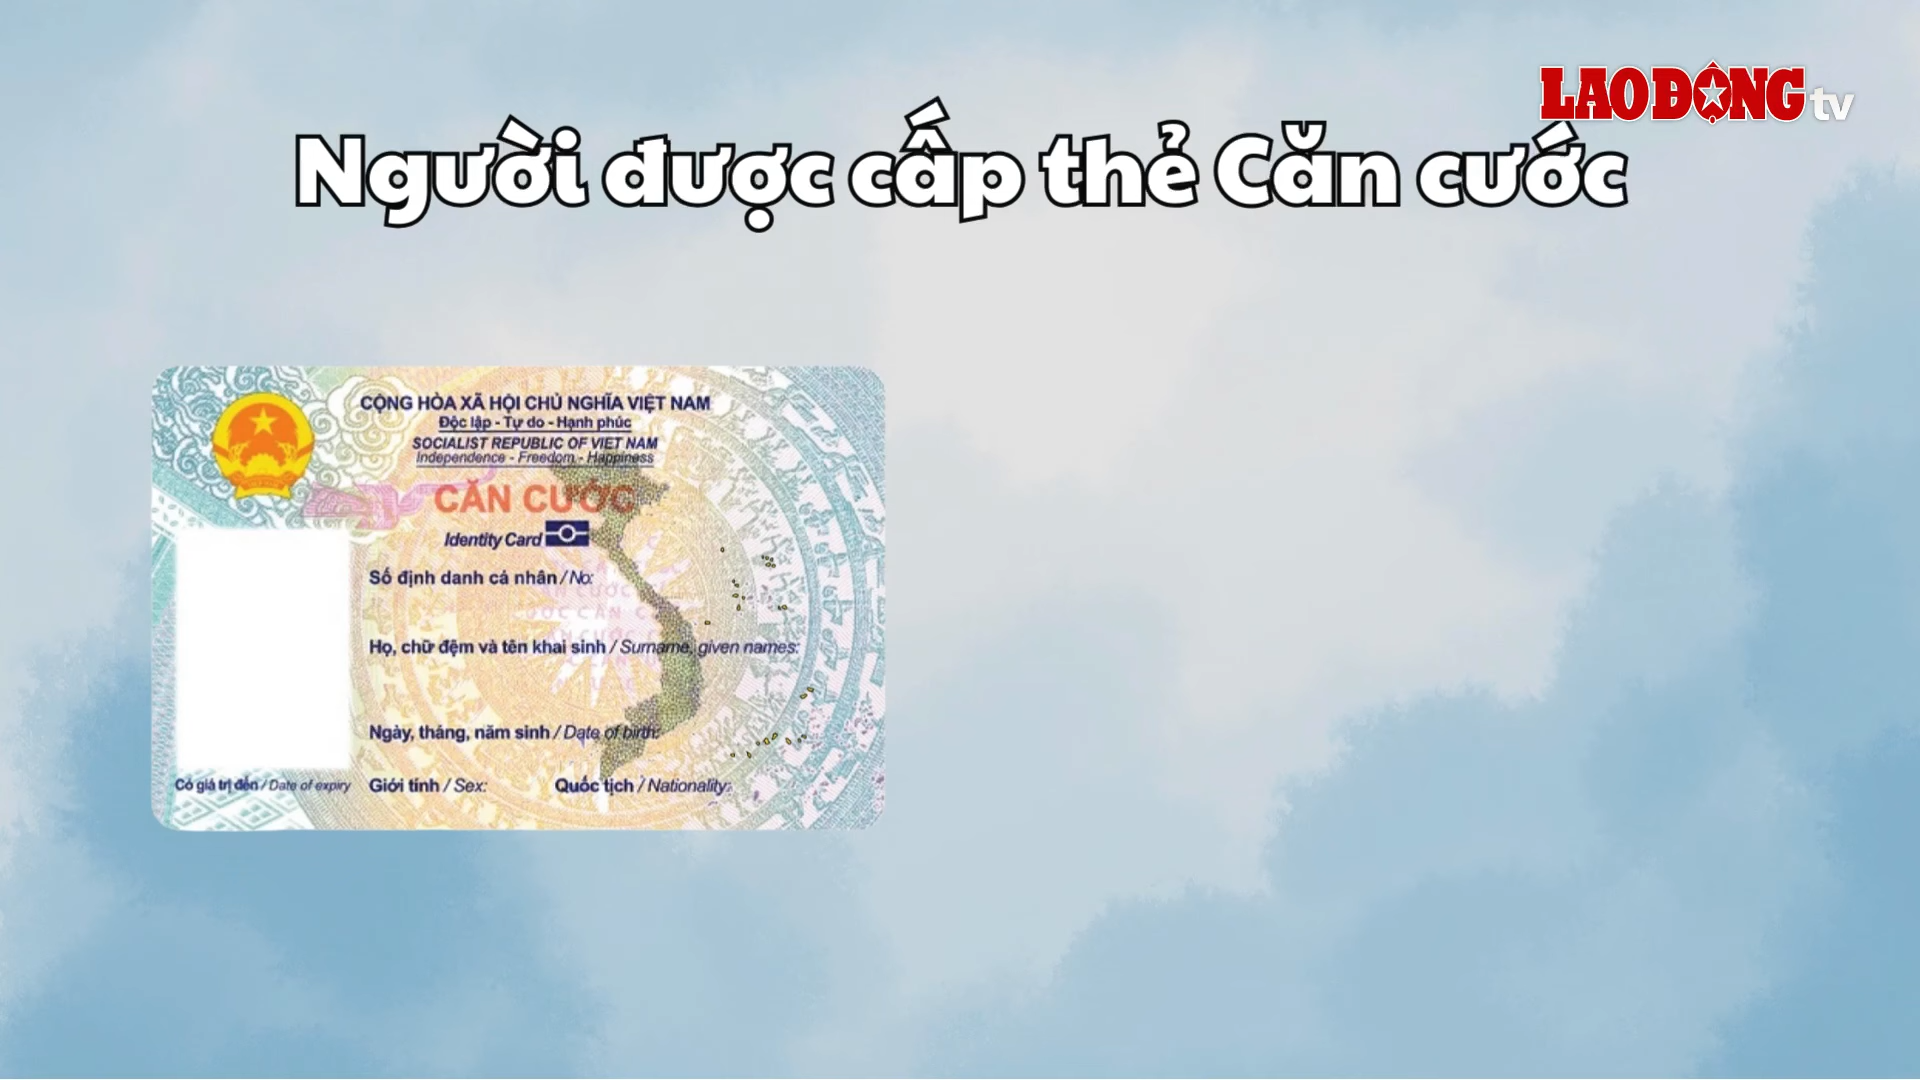 LAO ĐỘNG tv
Người được cấp thẻ Căn cước
CỘNG HÒA XÃ HỘI CHỦ NGHĨA VIỆT NAM
Độc lập - Tự do - Hạnh phúc
SOCIALIST REPUBLIC OF VIET NAM
Independence - Freedom - Happiness
CĂN CƯỚC
Identity Card
Số định danh cá nhân / No:
Họ, chữ đệm và tên khai sinh / Surname, given names:
Ngày, tháng, năm sinh / Date of birth:
Có giá trị đến / Date of expiry
Giới tính / Sex:
Quốc tịch / Nationality: